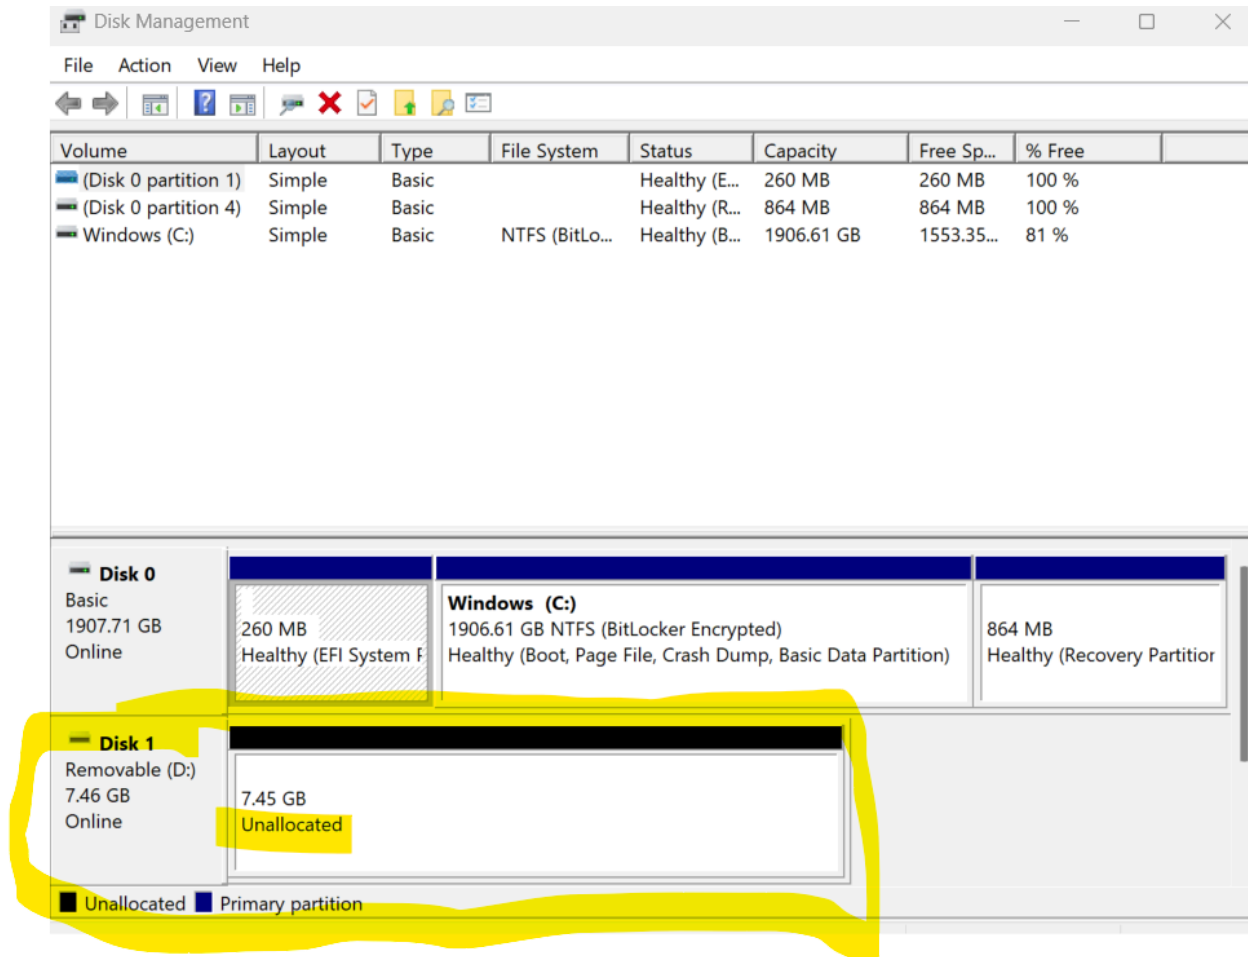 Disk Management
File Action View Help
Volume Layout Type File System Status Capacity Free Sp... % Free
(Disk 0 partition 1) Simple Basic Healthy (E... 260 MB 260 MB 100 %
(Disk 0 partition 4) Simple Basic Healthy (R... 864 MB 864 MB 100 %
Windows (C:) Simple Basic NTFS (BitLo... Healthy (B... 1906.61 GB 1553.35... 81 %
Disk 0
Basic
1907.71 GB
Online
260 MB
Healthy (EFI System P
Windows (C:)
1906.61 GB NTFS (BitLocker Encrypted)
Healthy (Boot, Page File, Crash Dump, Basic Data Partition)
864 MB
Healthy (Recovery Partition
Disk 1
Removable (D:)
7.46 GB
Online
7.45 GB
Unallocated
Unallocated Primary partition